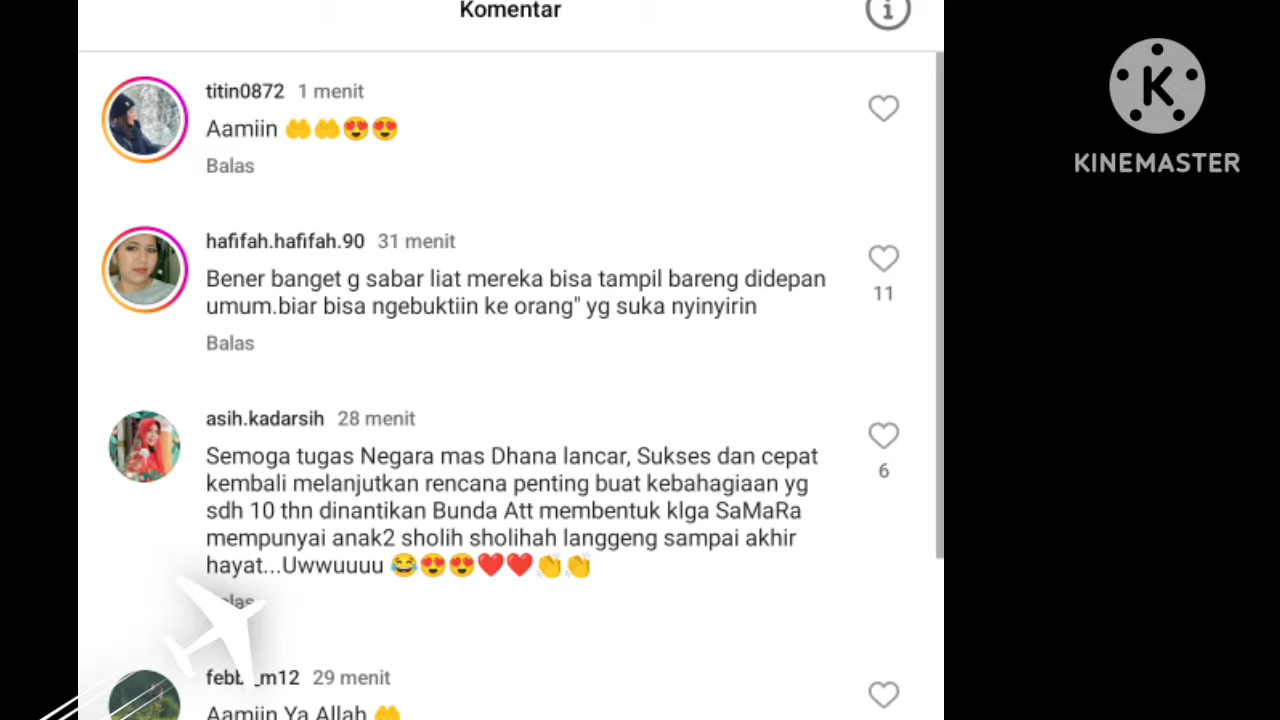 Komentar
titin0872 1 menit
Aamiin 🤲🤲😍😍
Balas
hafifah.hafifah.90 31 menit
Bener banget g sabar liat mereka bisa tampil bareng didepan
umum.biar bisa ngebuktiin ke orang" yg suka nyinyirin
11
Balas
asih.kadarsih 28 menit
Semoga tugas Negara mas Dhana lancar, Sukses dan cepat
6
kembali melanjutkan rencana penting buat kebahagiaan yg
sdh 10 thn dinantikan Bunda Att membentuk klga SaMaRa
mempunyai anak2 sholih sholihah langgeng sampai akhir
hayat...Uwwuuuu 😂😍😍❤️❤️👏👏
Balas
29 menit
Aamiin Ya Allah 🤲
K
KINEMASTER